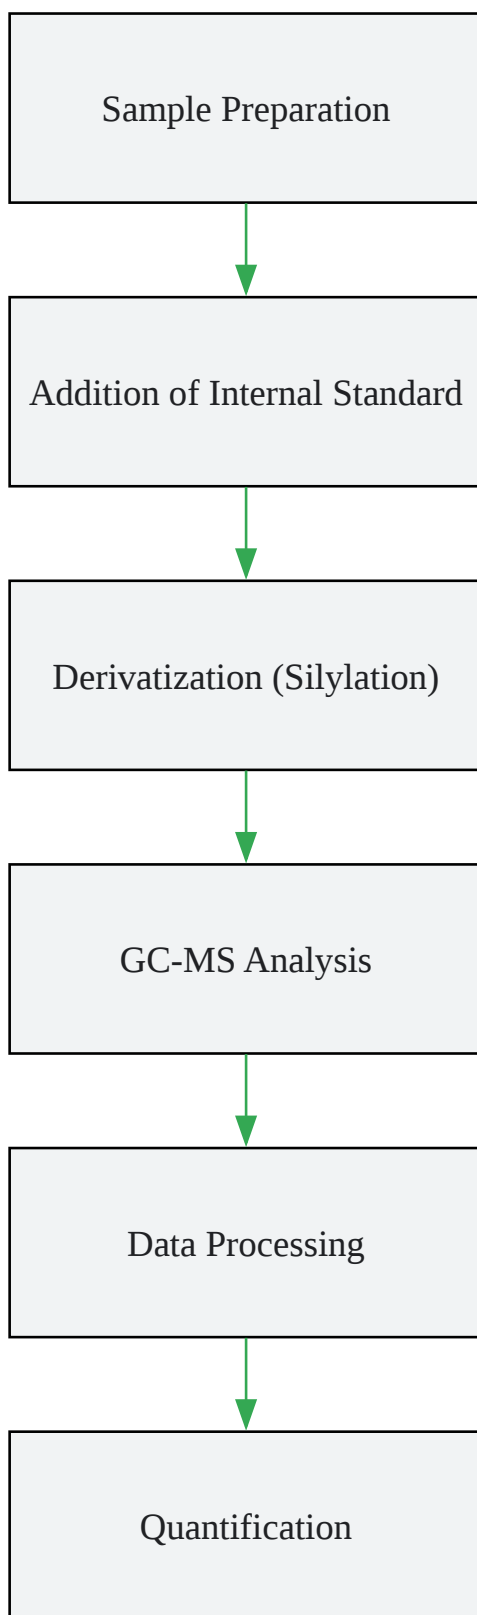 Sample Preparation
Addition of Internal Standard
Derivatization (Silylation)
GC-MS Analysis
Data Processing
Quantification